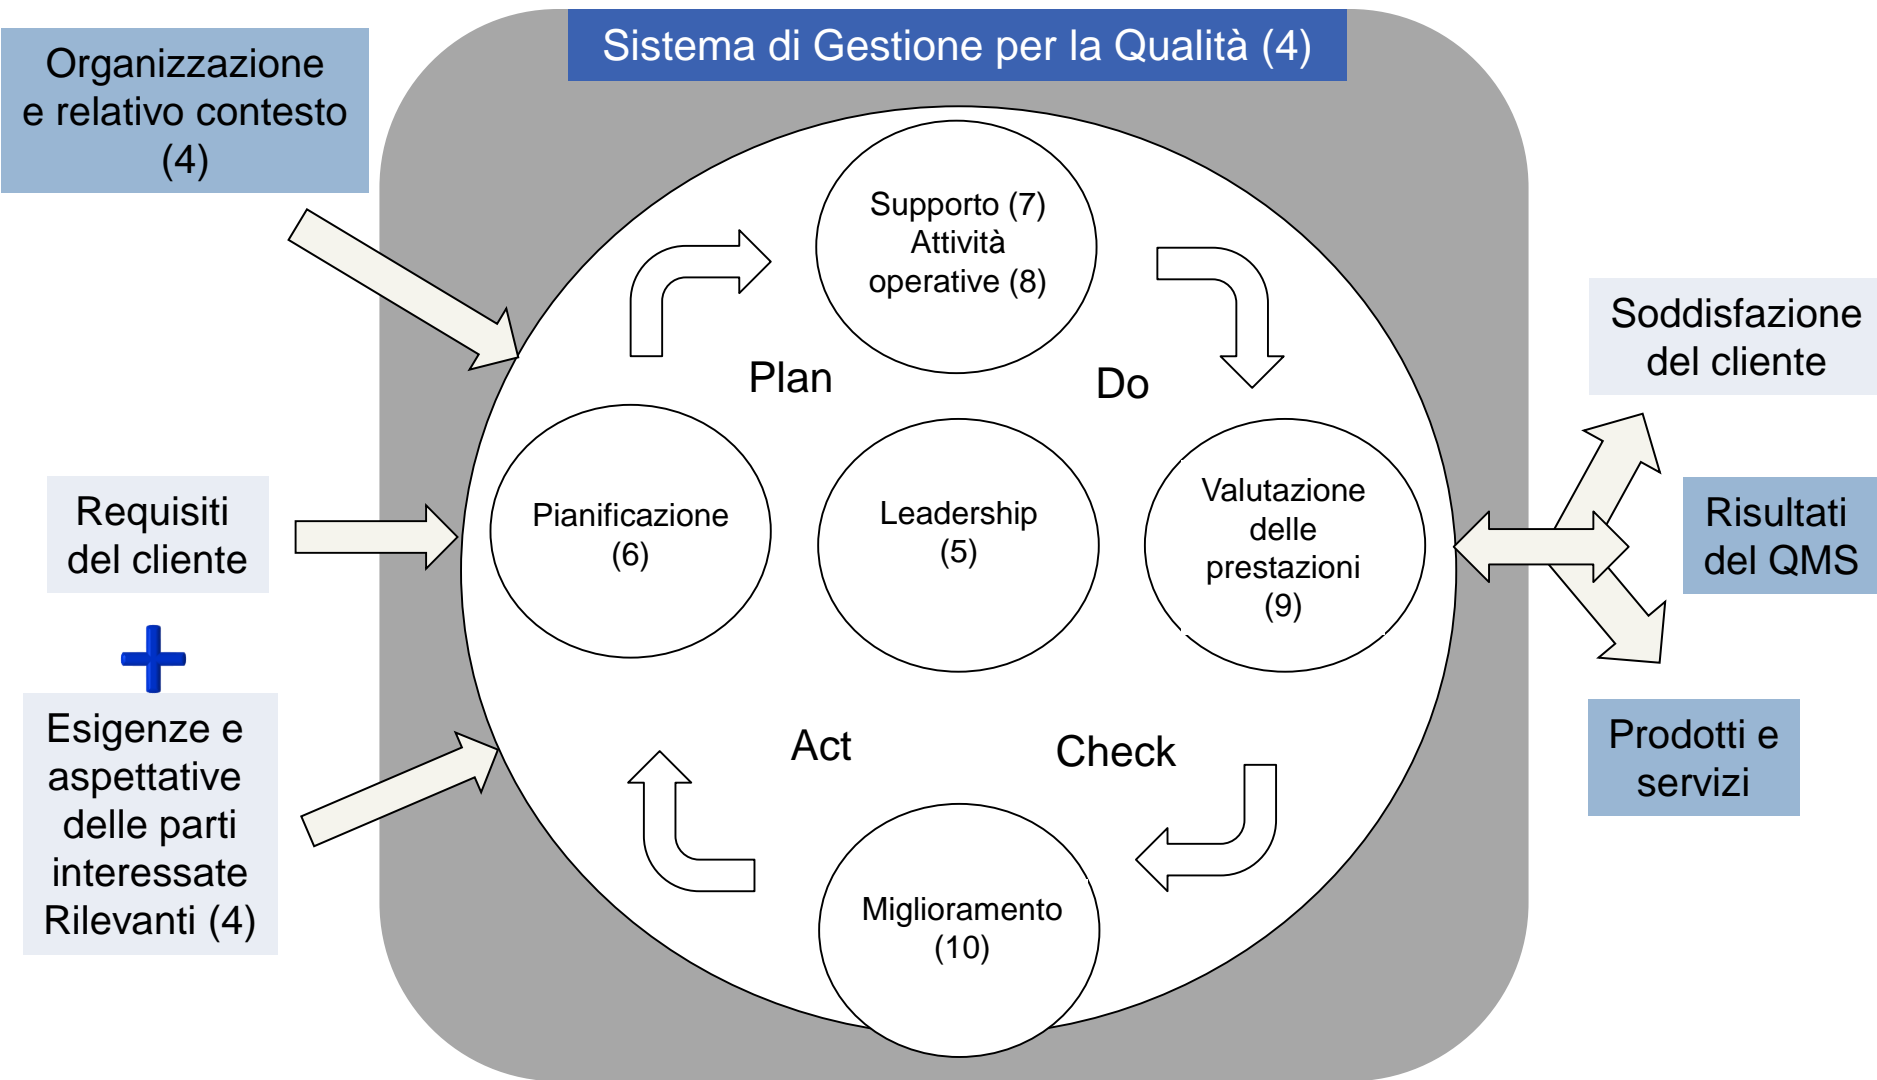 Sistema di Gestione per la Qualità (4)
Organizzazione
e relativo contesto
(4)
Supporto (7)
Attività
operative (8)
Plan
Do
Soddisfazione
del cliente
Requisiti
del cliente
Pianificazione
(6)
Leadership
(5)
Valutazione
delle
prestazioni
(9)
Risultati
del QMS
Esigenze e
aspettative
delle parti
interessate
Rilevanti (4)
Act
Check
Prodotti e
servizi
Miglioramento
(10)